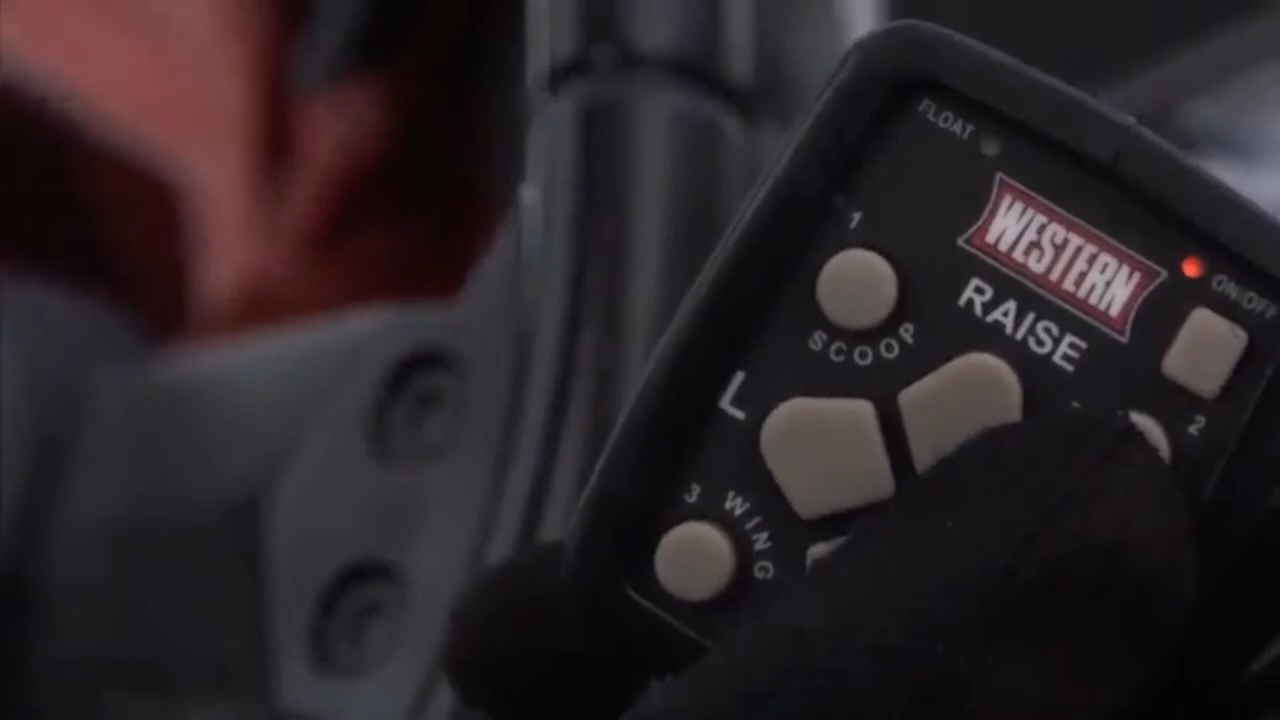 FLOAT
WESTERN
ON/OFF
1
SCOOP
RAISE
2
L
3
WING